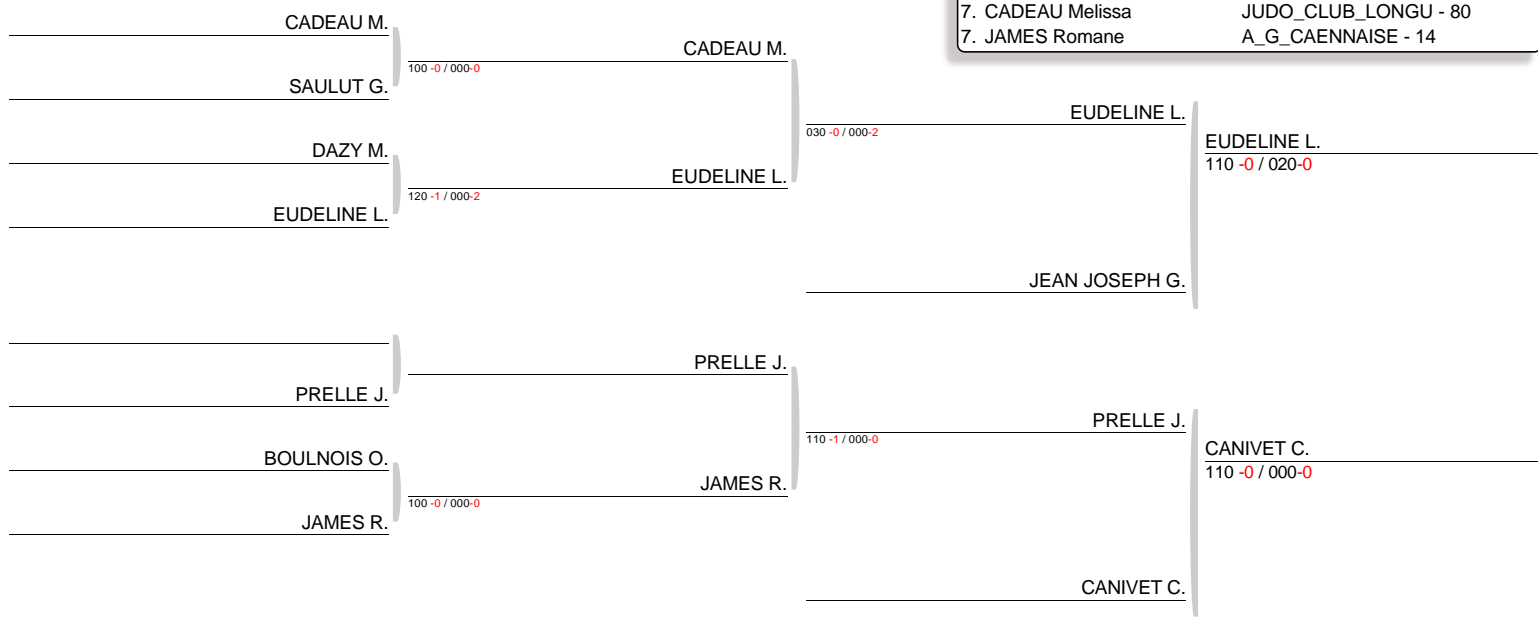 7. CADEAU Melissa JUDO_CLUB_LONGU - 80
7. JAMES Romane A_G_CAENNAISE - 14
CADEAU M.
SAULUT G.
DAZY M.
EUDELINE L.
PRELLE J.
BOULNOIS O.
JAMES R.
CADEAU M.
100 -0 / 000-0
EUDELINE L.
120 -1 / 000-2
PRELLE J.
JAMES R.
100 -0 / 000-0
EUDELINE L.
030 -0 / 000-2
JEAN JOSEPH G.
PRELLE J.
110 -1 / 000-0
CANIVET C.
EUDELINE L.
110 -0 / 020-0
CANIVET C.
110 -0 / 000-0